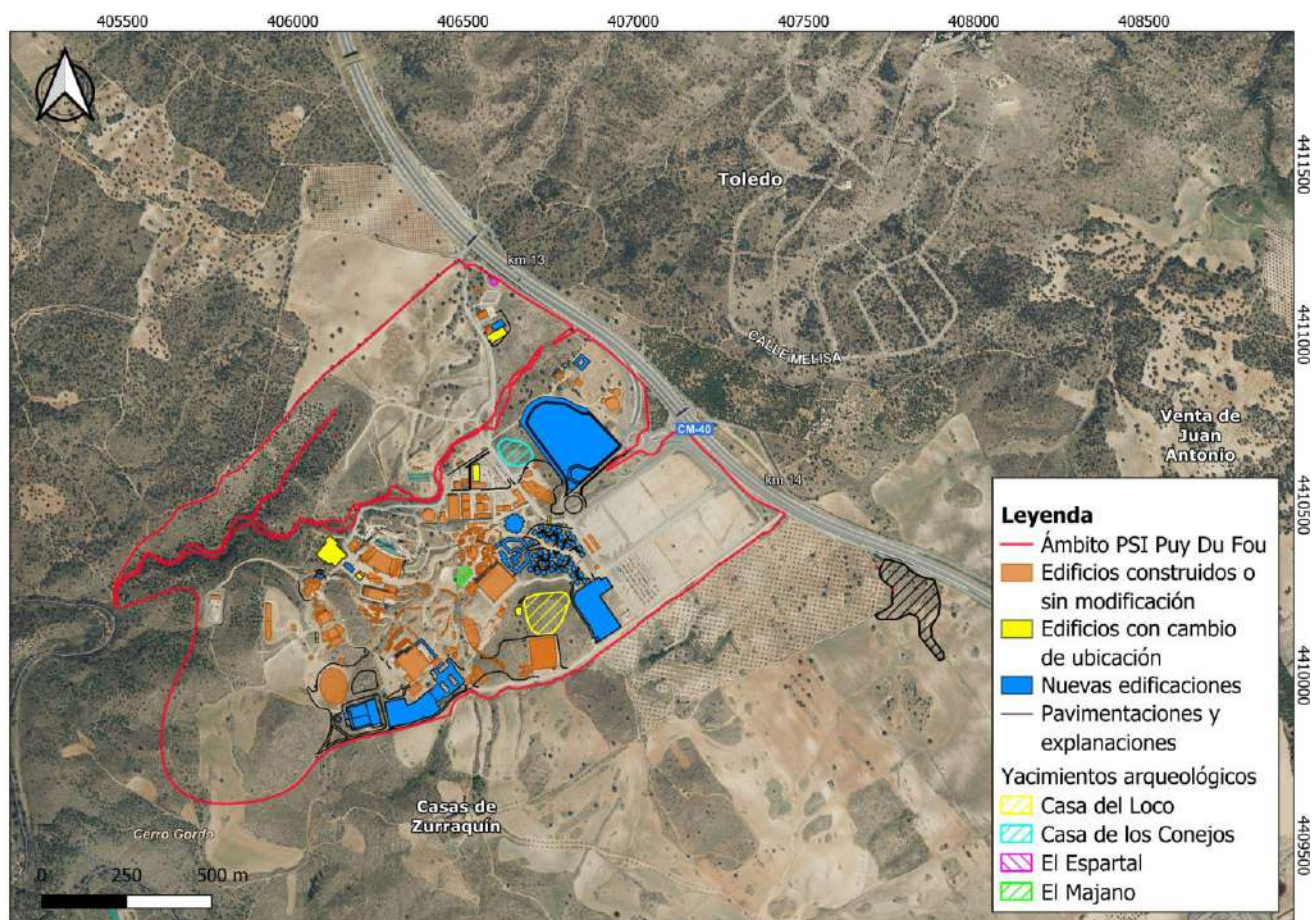 405500 406000 406500 407000 407500 408000 408500
4411500
Toledo
km 13
4411000
CALLE MELISA
Venta de
Juan
Antonio
CM-40
km 14
4410500
Leyenda
Ámbito PSI Puy Du Fou
Edificios construidos o
sin modificación
Edificios con cambio
de ubicación
Nuevas edificaciones
Pavimentaciones y
explanaciones
Yacimientos arqueológicos
Casa del Loco
Casa de los Conejos
El Espartal
El Majano
4410000
Casas de
Zurraquín
Cerro Gordo
4409500
0 250 500 m